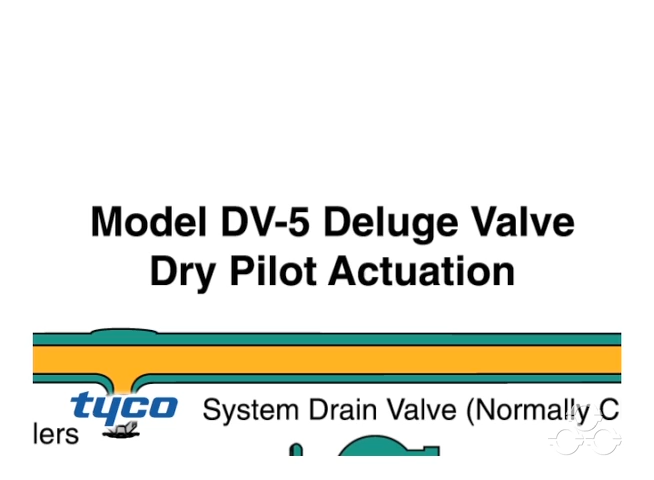 Model DV-5 Deluge Valve
Dry Pilot Actuation
tyco
System Drain Valve (Normally C
lers